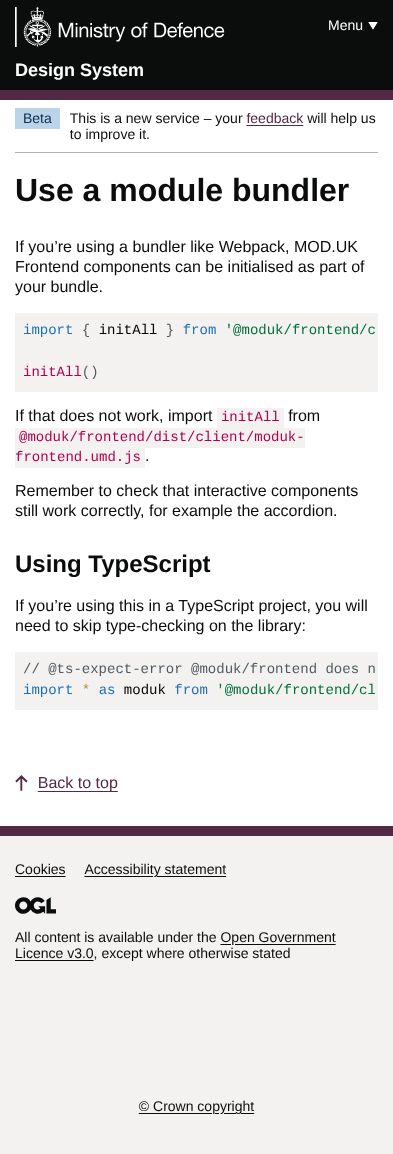 Ministry of Defence
Menu
Design System
Beta
This is a new service – your feedback will help us
to improve it.
Use a module bundler
If you’re using a bundler like Webpack, MOD.UK
Frontend components can be initialised as part of
your bundle.
import { initAll } from '@moduk/frontend/c
initAll()
If that does not work, import initAll from
@moduk/frontend/dist/client/moduk-
frontend.umd.js.
Remember to check that interactive components
still work correctly, for example the accordion.
Using TypeScript
If you’re using this in a TypeScript project, you will
need to skip type-checking on the library:
// @ts-expect-error @moduk/frontend does n
import * as moduk from '@moduk/frontend/cl
Back to top
Cookies Accessibility statement
OGL
All content is available under the Open Government
Licence v3.0, except where otherwise stated
© Crown copyright